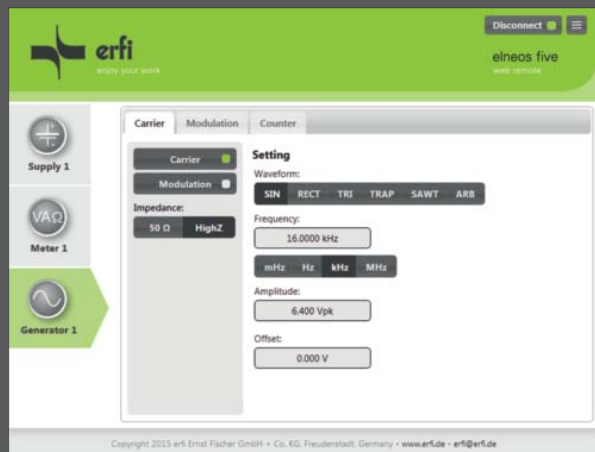 erfi
enjoy your work
Disconnect
elneos five
web remote
Supply 1
VAΩ
Meter 1
Generator 1
Carrier Modulation Counter
Carrier
Modulation
Impedance:
50 Ω HighZ
Setting
Waveform:
SIN RECT TRI TRAP SAWT ARB
Frequency:
16.0000 kHz
mHz Hz kHz MHz
Amplitude:
6.400 Vpk
Offset:
0.000 V
Copyright 2015 erfi Ernst Fischer GmbH + Co. KG, Freudenstadt, Germany • www.erfi.de - erfi@erfi.de